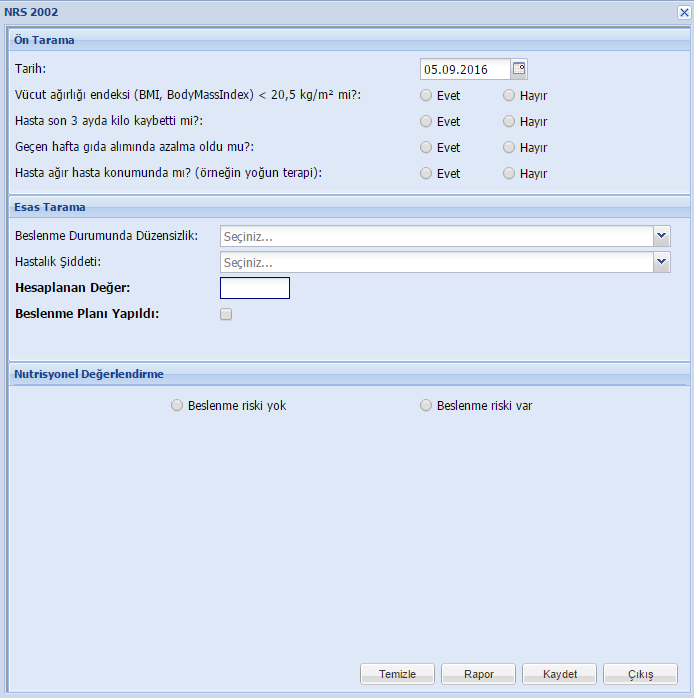 NRS 2002
Ön Tarama
Tarih: 05.09.2016
Vücut ağırlığı endeksi (BMI, BodyMassIndex) < 20,5 kg/m² mi?: Evet Hayır
Hasta son 3 ayda kilo kaybetti mi?: Evet Hayır
Geçen hafta gıda alımında azalma oldu mu?: Evet Hayır
Hasta ağır hasta konumunda mı? (örneğin yoğun terapi): Evet Hayır
Esas Tarama
Beslenme Durumunda Düzensizlik: Seçiniz...
Hastalık Şiddeti: Seçiniz...
Hesaplanan Değer:
Beslenme Planı Yapıldı:
Nutrisyonel Değerlendirme
Beslenme riski yok Beslenme riski var
Temizle Rapor Kaydet Çıkış